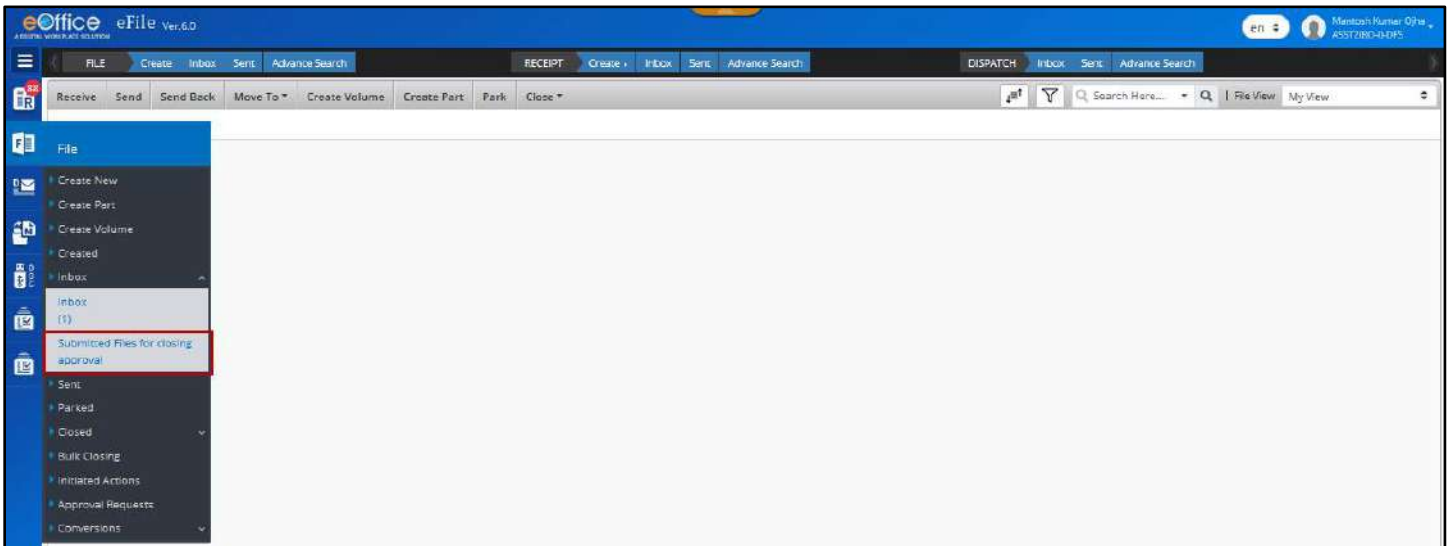 eOffice eFile Ver.6.0
A DIGITAL WORKPLACE SOLUTION
en
Mantosh Kumar Ojha
FILE Create Inbox Sent Advance Search RECEIPT Create Inbox Sent Advance Search DISPATCH Inbox Sent Advance Search
Receive Send Send Back Move To Create Volume Create Part Park Close Search Here... File View My View
R
File
Create New
Create Part
Create Volume
Created
Inbox
Inbox
(1)
Submitted Files for closing
approval
Sent
Parked
Closed
Bulk Closing
Initiated Actions
Approval Requests
Conversions